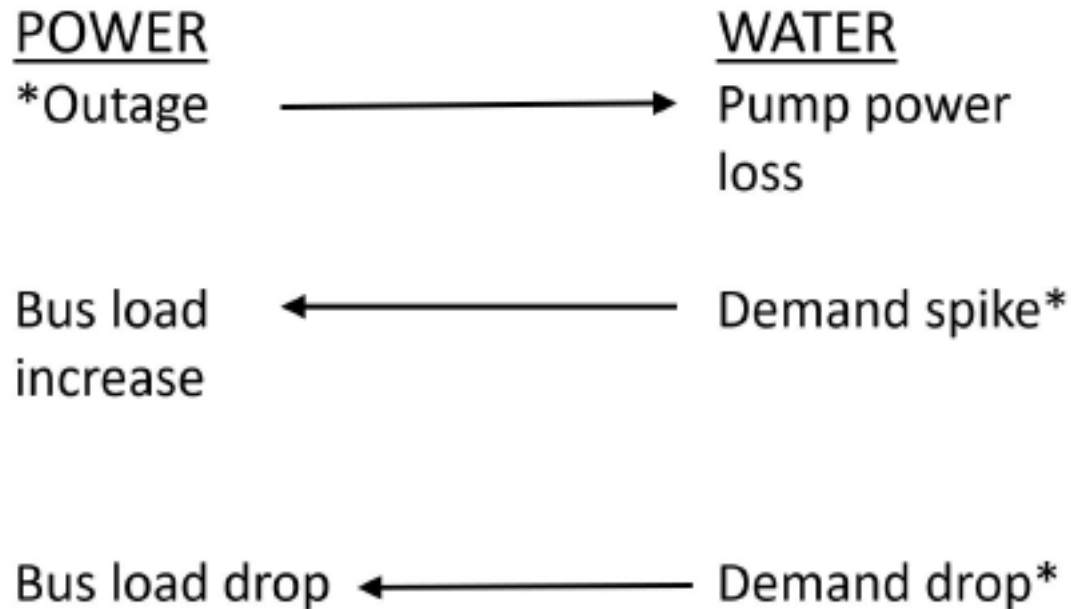 POWER WATER
*Outage Pump power
loss
Bus load Demand spike*
increase
Bus load drop Demand drop*